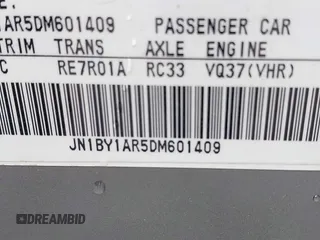 1AR5DM601409 PASSENGER CAR
TRIM TRANS AXLE ENGINE
C RE7R01A RC33 VQ37(VHR)
JN1BY1AR5DM601409
DREAMBID